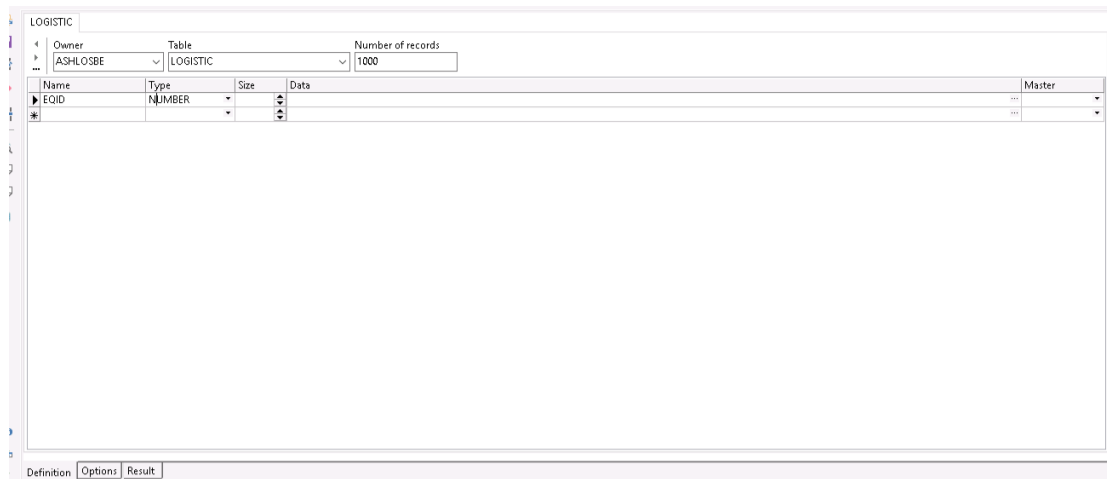 LOGISTIC
Owner Table Number of records
ASHLOSBE LOGISTIC 1000
Name Type Size Data Master
EQID NUMBER
Definition Options Result